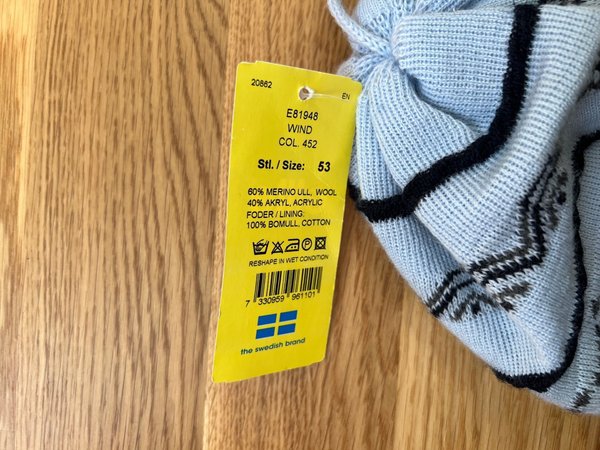 20862
EN
E81948
WIND
COL. 452
Stl. / Size: 53
60% MERINO ULL, WOOL
40% AKRYL, ACRYLIC
FODER / LINING:
100% BOMULL, COTTON
RESHAPE IN WET CONDITION
7 330959 961101
the swedish brand